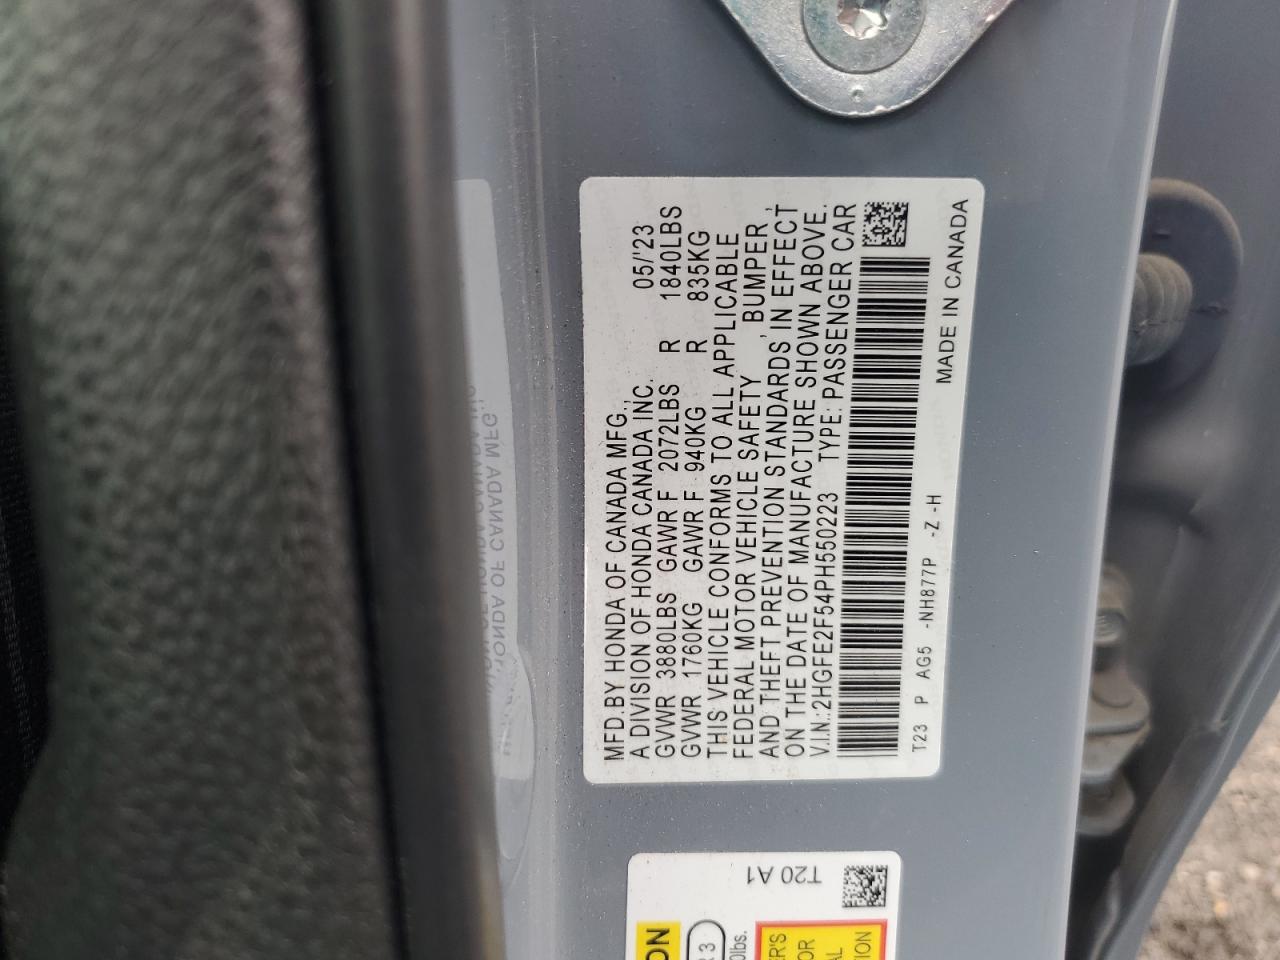 MFD.BY HONDA OF CANADA MFG.,
A DIVISION OF HONDA CANADA INC. 05/'23
GVWR 3880LBS GAWR F 2072LBS R 1840LBS
GVWR 1760KG GAWR F 940KG R 835KG
THIS VEHICLE CONFORMS TO ALL APPLICABLE
FEDERAL MOTOR VEHICLE SAFETY , BUMPER,
AND THEFT PREVENTION STANDARDS IN EFFECT
ON THE DATE OF MANUFACTURE SHOWN ABOVE.
V.IN.:2HGFE2F54PH550223 TYPE: PASSENGER CAR
T23 P AG5 -NH877P -Z -H MADE IN CANADA
T20 A1